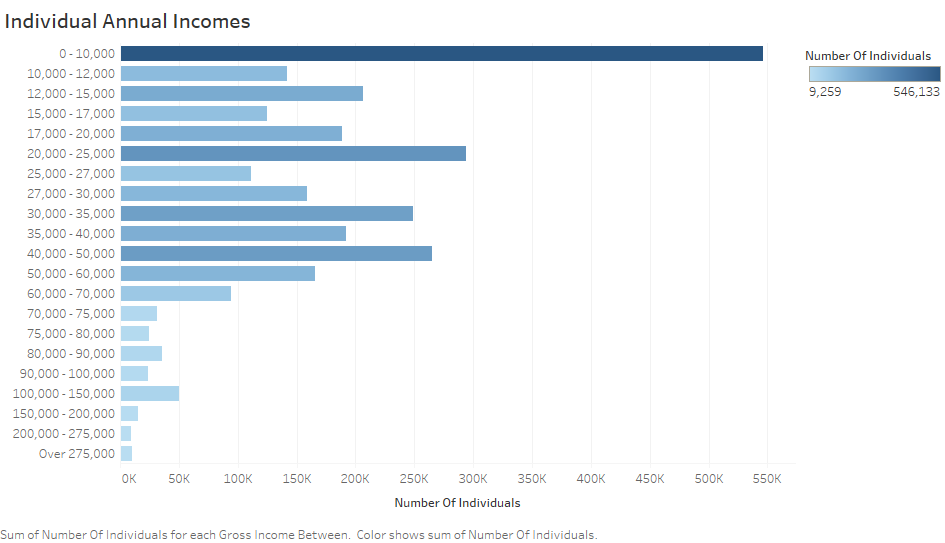 Individual Annual Incomes
0 - 10,000
10,000 - 12,000
12,000 - 15,000
15,000 - 17,000
17,000 - 20,000
20,000 - 25,000
25,000 - 27,000
27,000 - 30,000
30,000 - 35,000
35,000 - 40,000
40,000 - 50,000
50,000 - 60,000
60,000 - 70,000
70,000 - 75,000
75,000 - 80,000
80,000 - 90,000
90,000 - 100,000
100,000 - 150,000
150,000 - 200,000
200,000 - 275,000
Over 275,000
0K 50K 100K 150K 200K 250K 300K 350K 400K 450K 500K 550K
Number Of Individuals
Number Of Individuals
9,259 546,133
Sum of Number Of Individuals for each Gross Income Between.  Color shows sum of Number Of Individuals.